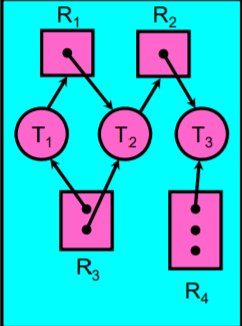 R₁ R₂
T₁ T₂ T₃
R₃
R₄